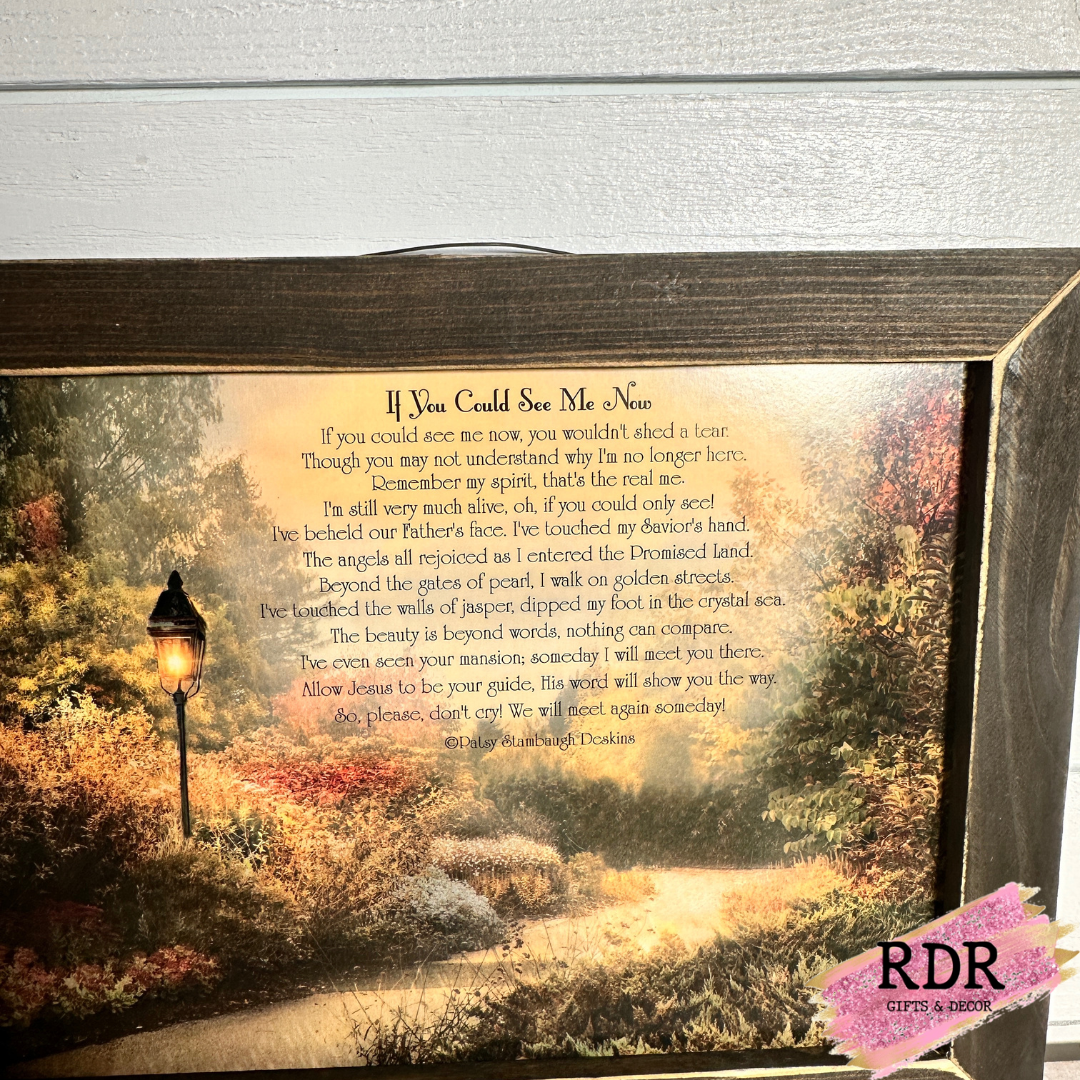 If You Could See Me Now
If you could see me now, you wouldn't shed a tear.
Though you may not understand why I'm no longer here.
Remember my spirit, that's the real me.
I'm still very much alive, oh, if you could only see!
I've beheld our Father's face. I've touched my Savior's hand.
The angels all rejoiced as I entered the Promised Land.
Beyond the gates of pearl, I walk on golden streets.
I've touched the walls of jasper, dipped my foot in the crystal sea.
The beauty is beyond words, nothing can compare.
I've even seen your mansion; someday I will meet you there.
Allow Jesus to be your guide, His word will show you the way.
So, please, don't cry! We will meet again someday!
©Patsy Stambaugh Deskins
RDR
GIFTS & DECOR